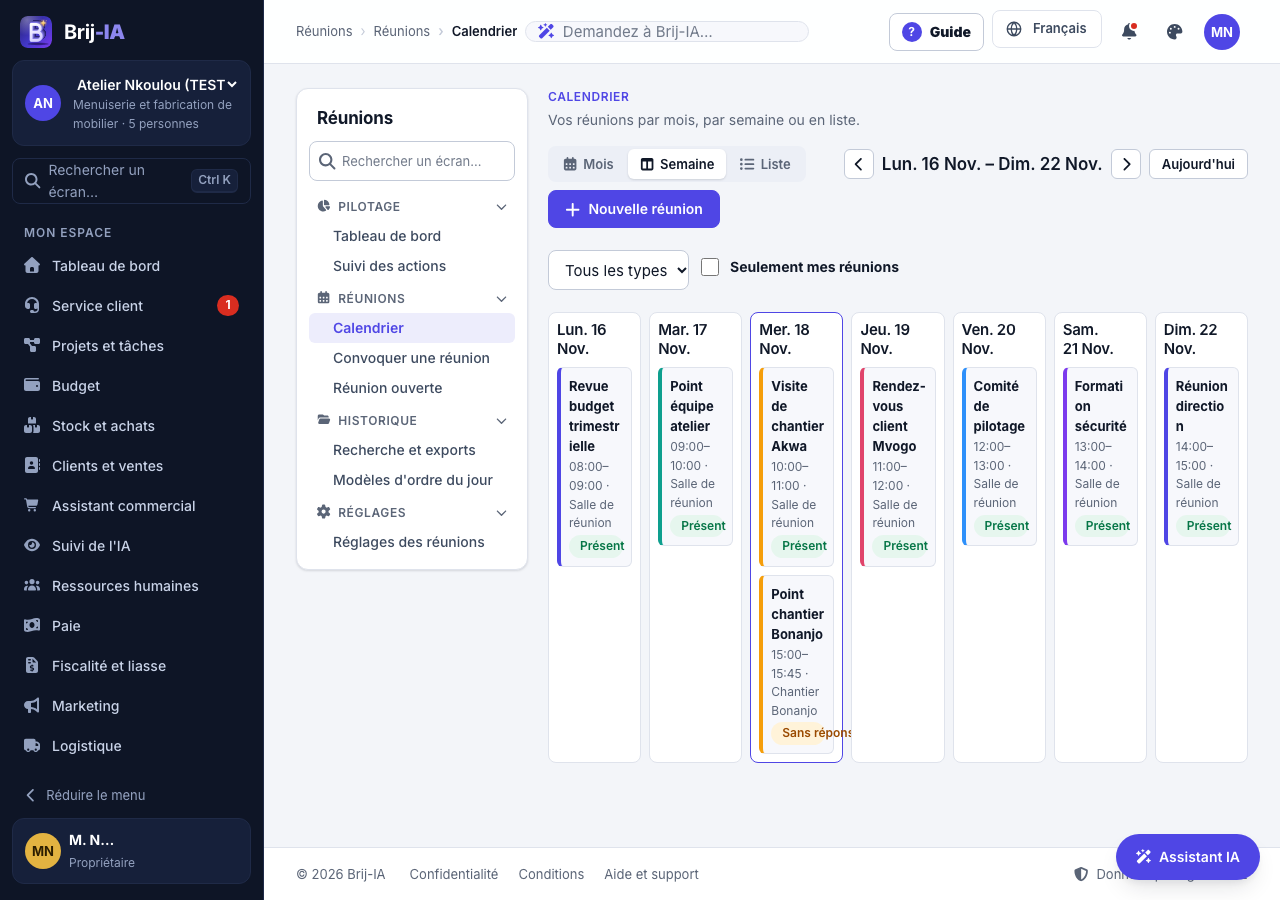 Brij-IA
AN
Atelier Nkoulou (TEST
Menuiserie et fabrication de
mobilier · 5 personnes
Rechercher un
écran...
Ctrl K
MON ESPACE
Tableau de bord
Service client
1
Projets et tâches
Budget
Stock et achats
Clients et ventes
Assistant commercial
Suivi de l'IA
Ressources humaines
Paie
Fiscalité et liasse
Marketing
Logistique
Réduire le menu
MN
M. N...
Propriétaire
Réunions › Réunions › Calendrier
Demandez à Brij-IA...
? Guide
Français
MN
Réunions
Rechercher un écran...
PILOTAGE
Tableau de bord
Suivi des actions
RÉUNIONS
Calendrier
Convoquer une réunion
Réunion ouverte
HISTORIQUE
Recherche et exports
Modèles d'ordre du jour
RÉGLAGES
Réglages des réunions
CALENDRIER
Vos réunions par mois, par semaine ou en liste.
Mois
Semaine
Liste
Lun. 16 Nov. – Dim. 22 Nov.
Aujourd'hui
Nouvelle réunion
Tous les types
Seulement mes réunions
Lun. 16
Nov.
Revue
budget
trimestr
ielle
08:00–
09:00 ·
Salle de
réunion
Présent
Mar. 17
Nov.
Point
équipe
atelier
09:00–
10:00 ·
Salle de
réunion
Présent
Mer. 18
Nov.
Visite
de
chantier
Akwa
10:00–
11:00 ·
Salle de
réunion
Présent
Point
chantier
Bonanjo
15:00–
15:45 ·
Chantier
Bonanjo
Sans répons
Jeu. 19
Nov.
Rendez-
vous
client
Mvogo
11:00–
12:00 ·
Salle de
réunion
Présent
Ven. 20
Nov.
Comité
de
pilotage
12:00–
13:00 ·
Salle de
réunion
Présent
Sam.
21 Nov.
Formati
on
sécurité
13:00–
14:00 ·
Salle de
réunion
Présent
Dim. 22
Nov.
Réunion
directio
n
14:00–
15:00 ·
Salle de
réunion
Présent
© 2026 Brij-IA
Confidentialité
Conditions
Aide et support
Assistant IA